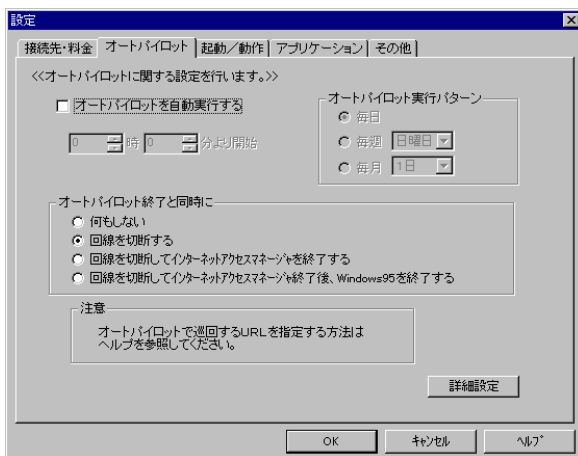 設定
接続先・料金 オートパイロット 起動／動作 アプリケーション その他
<<オートパイロットに関する設定を行います。>>
オートパイロットを自動実行する
0 時 0 分より開始
オートパイロット実行パターン
毎日
毎週 日曜日
毎月 1日
オートパイロット終了と同時に
何もしない
回線を切断する
回線を切断してインターネットアクセスマネージャを終了する
回線を切断してインターネットアクセスマネージャ終了後、Windows95を終了する
注意
オートパイロットで巡回するURLを指定する方法は
ヘルプを参照してください。
詳細設定
OK キャンセル ヘルプ